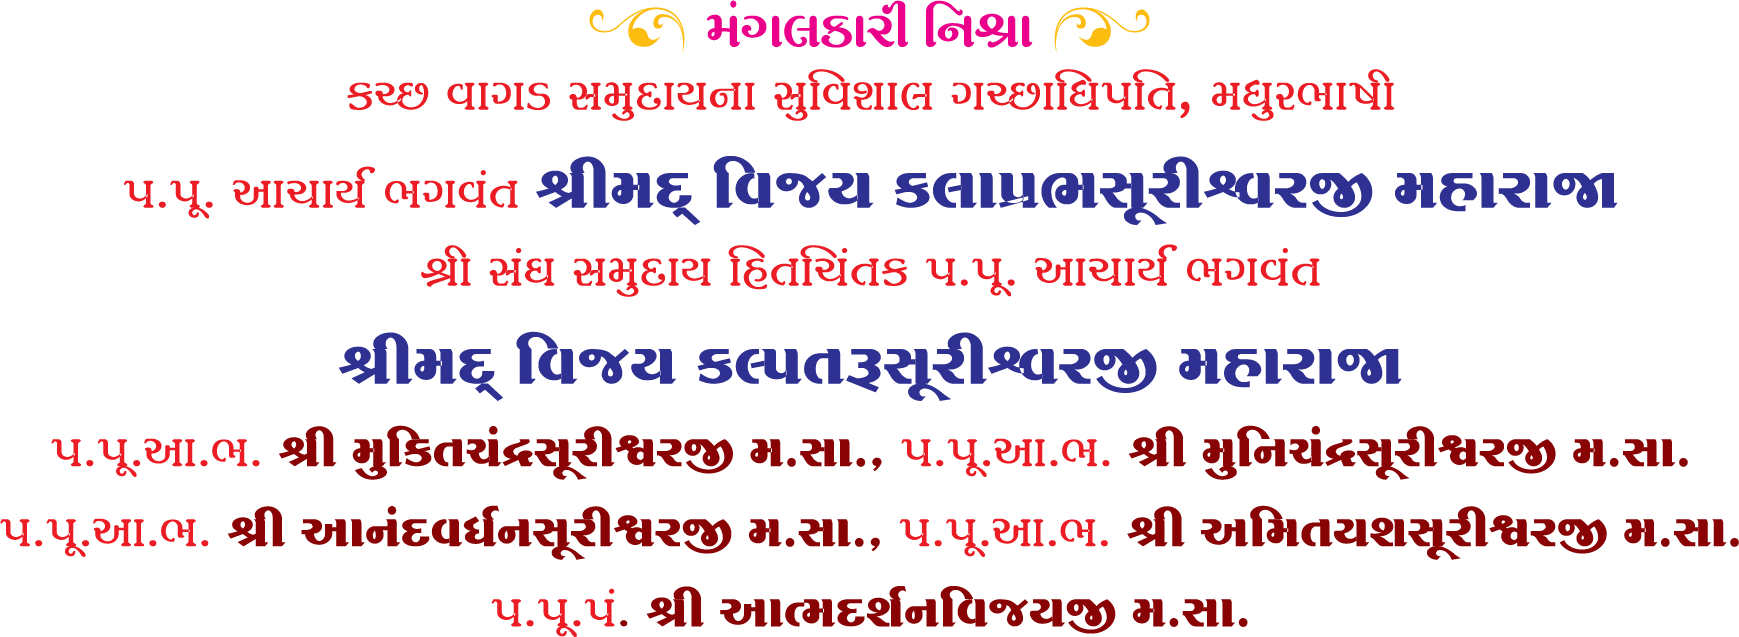 મંગલકારી નિશ્રા
કચ્છ વાગડ સમુદાયના સુવિશાલ ગચ્છાધિપતિ, મધુરભાષી
પ.પૂ. આચાર્ય ભગવંત શ્રીમદ્ વિજય કલાપ્રભસૂરીશ્વરજી મહારાજા
શ્રી સંઘ સમુદાય હિતચિંતક પ.પૂ. આચાર્ય ભગવંત
શ્રીમદ્ વિજય કલ્પતરૂસૂરીશ્વરજી મહારાજા
પ.પૂ.આ.ભ. શ્રી મુકિતચંદ્રસૂરીશ્વરજી મ.સા., પ.પૂ.આ.ભ. શ્રી મુનિચંદ્રસૂરીશ્વરજી મ.સા.
પ.પૂ.આ.ભ. શ્રી આનંદવર્ધનસૂરીશ્વરજી મ.સા., પ.પૂ.આ.ભ. શ્રી અમિતયશસૂરીશ્વરજી મ.સા.
પ.પૂ.પં. શ્રી આત્મદર્શનવિજયજી મ.સા.